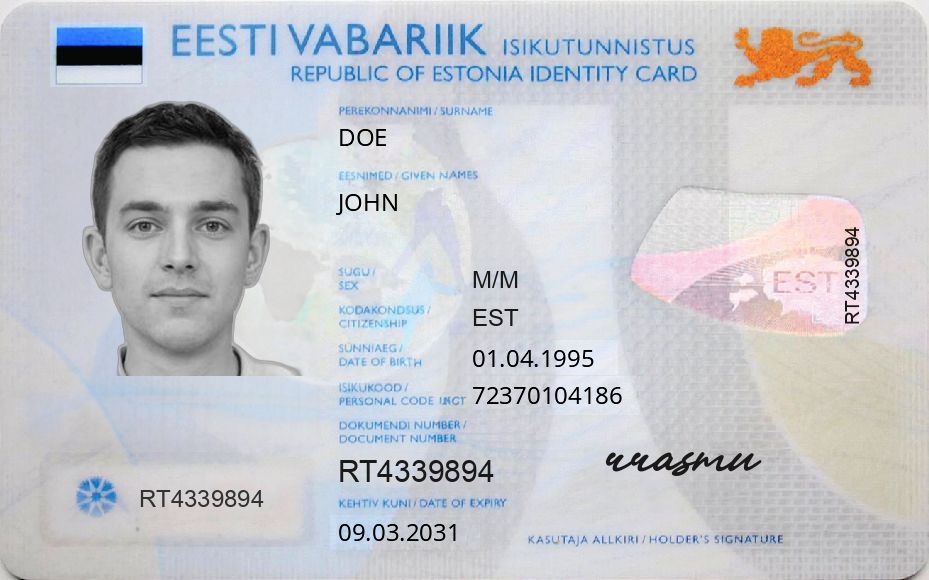 EESTI VABARIIK ISIKUTUNNISTUS
REPUBLIC OF ESTONIA IDENTITY CARD
PEREKONNANIMI / SURNAME
DOE
EESNIMED / GIVEN NAMES
JOHN
SUGU /
SEX
M/M
KODAKONDSUS /
CITIZENSHIP
EST
SÜNNIAEG /
DATE OF BIRTH
01.04.1995
ISIKUKOOD /
PERSONAL CODE
72370104186
DOKUMENDI NUMBER /
DOCUMENT NUMBER
RT4339894
KEHTIV KUNI / DATE OF EXPIRY
09.03.2031
RT4339894
EST
RT4339894
KASUTAJA ALLKIRI / HOLDER'S SIGNATURE